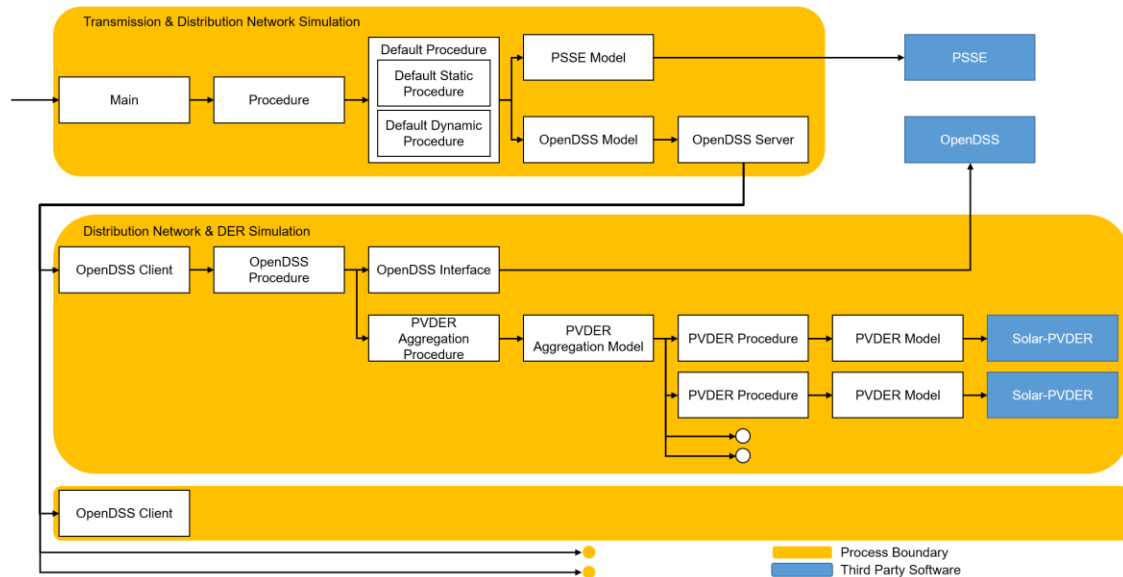 Transmission & Distribution Network Simulation
Main
Procedure
Default Procedure
Default Static
Procedure
Default Dynamic
Procedure
PSSE Model
PSSE
OpenDSS Model
OpenDSS Server
OpenDSS
Distribution Network & DER Simulation
OpenDSS Client
OpenDSS
Procedure
OpenDSS Interface
PVDER
Aggregation
Procedure
PVDER
Aggregation Model
PVDER Procedure
PVDER Model
Solar-PVDER
PVDER Procedure
PVDER Model
Solar-PVDER
OpenDSS Client
Process Boundary
Third Party Software